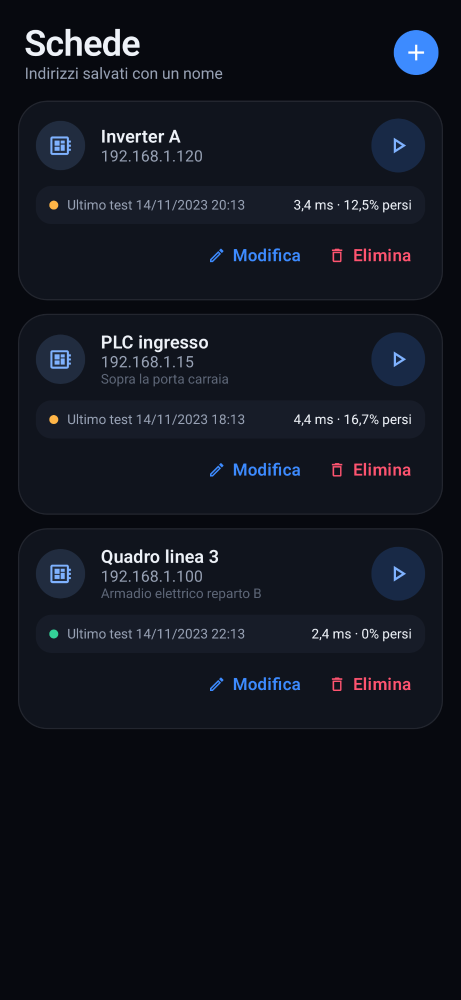 Schede
Indirizzi salvati con un nome
Inverter A
192.168.1.120
Ultimo test 14/11/2023 20:13 3,4 ms · 12,5% persi
Modifica Elimina
PLC ingresso
192.168.1.15
Sopra la porta carraia
Ultimo test 14/11/2023 18:13 4,4 ms · 16,7% persi
Modifica Elimina
Quadro linea 3
192.168.1.100
Armadio elettrico reparto B
Ultimo test 14/11/2023 22:13 2,4 ms · 0% persi
Modifica Elimina